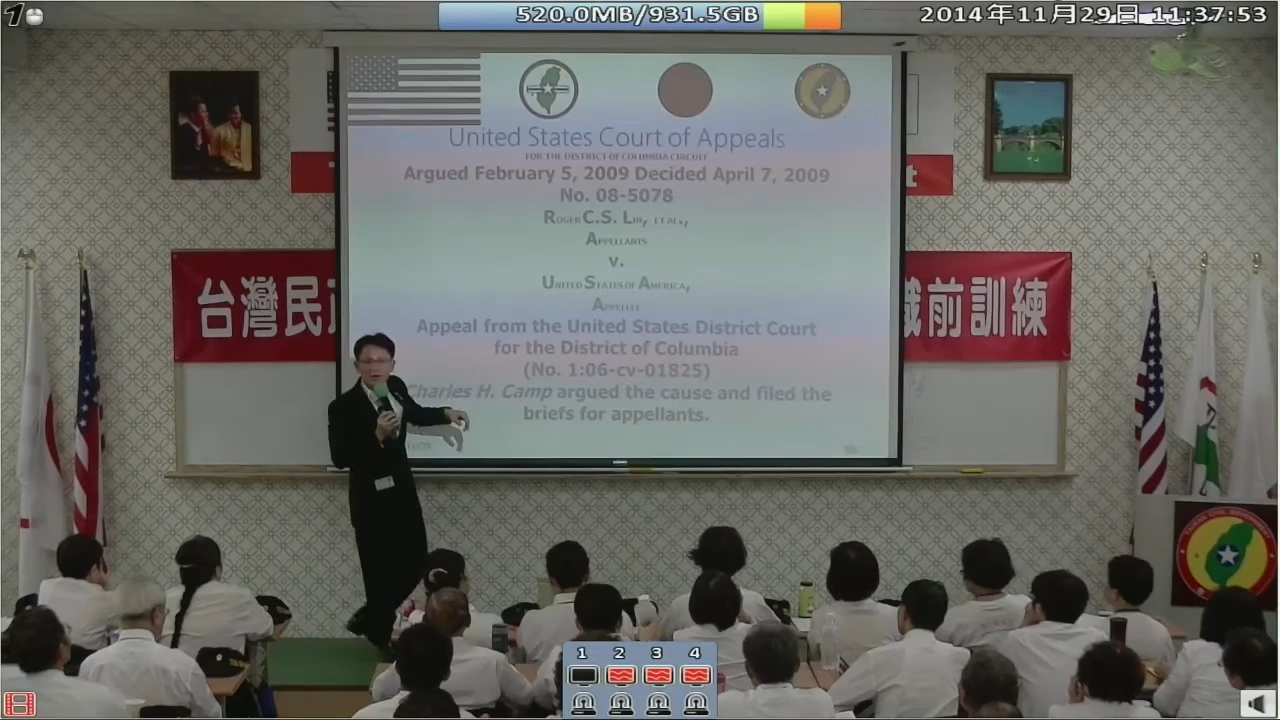 520.0MB/931.5GB
2014年11月29日 11:37:53
United States Court of Appeals
FOR THE DISTRICT OF COLUMBIA CIRCUIT
Argued February 5, 2009 Decided April 7, 2009
No. 08-5078
ROGER C.S. LIN, ET AL.,
APPELLANTS
v.
UNITED STATES OF AMERICA,
APPELLEE
Appeal from the United States District Court
for the District of Columbia
(No. 1:06-cv-01825)
Charles H. Camp argued the cause and filed the
briefs for appellants.
台灣民
前訓練
1 2 3 4